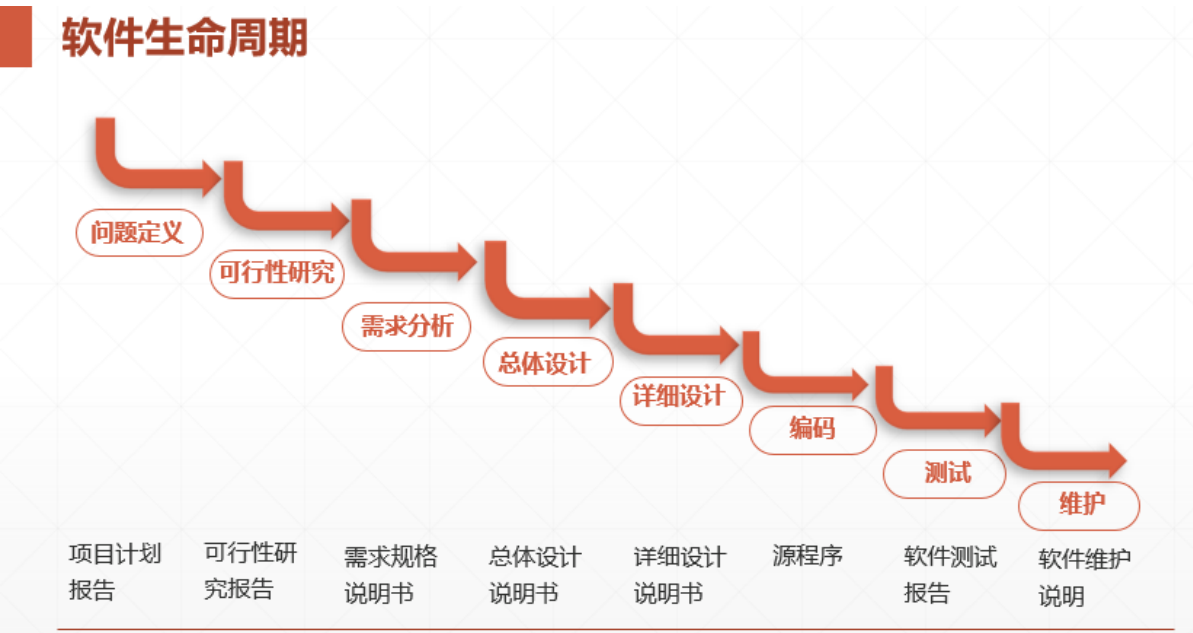 软件生命周期
问题定义
可行性研究
需求分析
总体设计
详细设计
编码
测试
维护
项目计划
报告
可行性研
究报告
需求规格
说明书
总体设计
说明书
详细设计
说明书
源程序
软件测试
报告
软件维护
说明